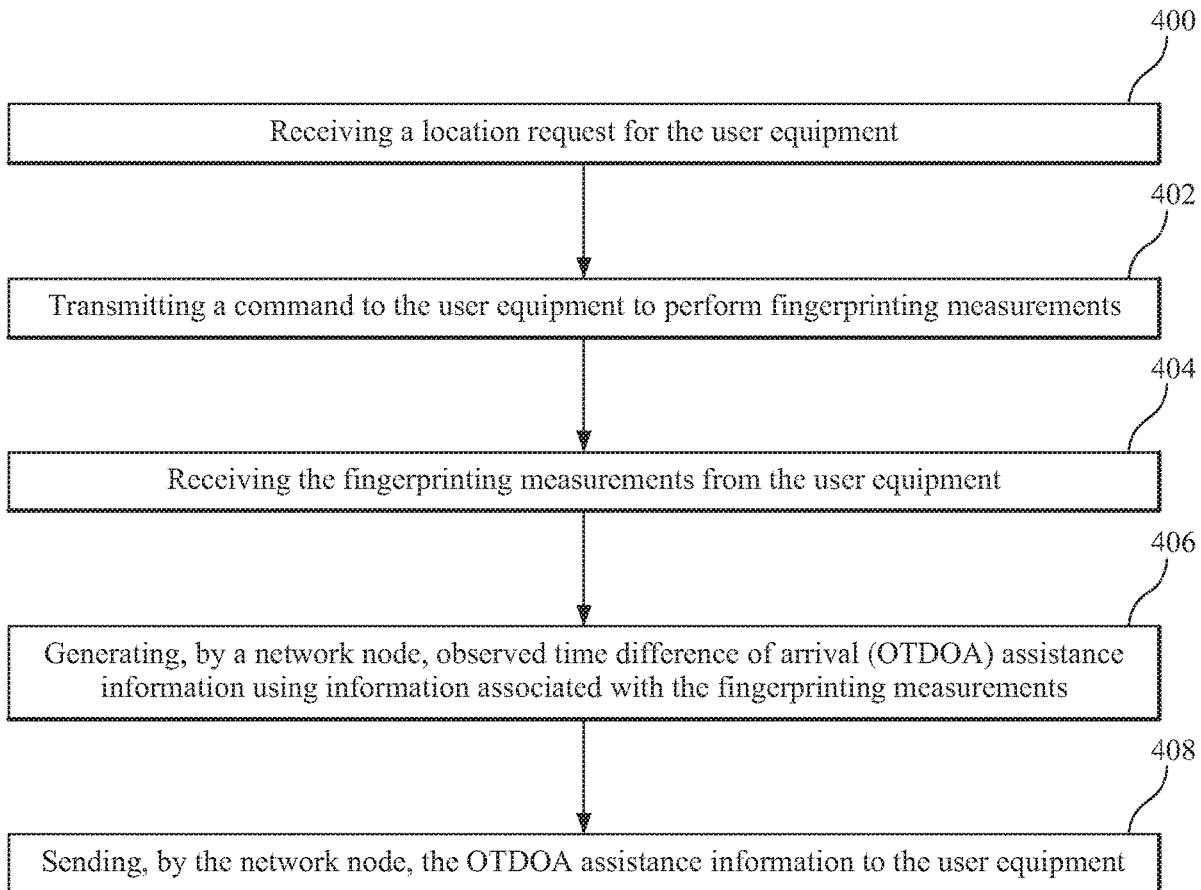 400
Receiving a location request for the user equipment
402
Transmitting a command to the user equipment to perform fingerprinting measurements
404
Receiving the fingerprinting measurements from the user equipment
406
Generating, by a network node, observed time difference of arrival (OTDOA) assistance
information using information associated with the fingerprinting measurements
408
Sending, by the network node, the OTDOA assistance information to the user equipment